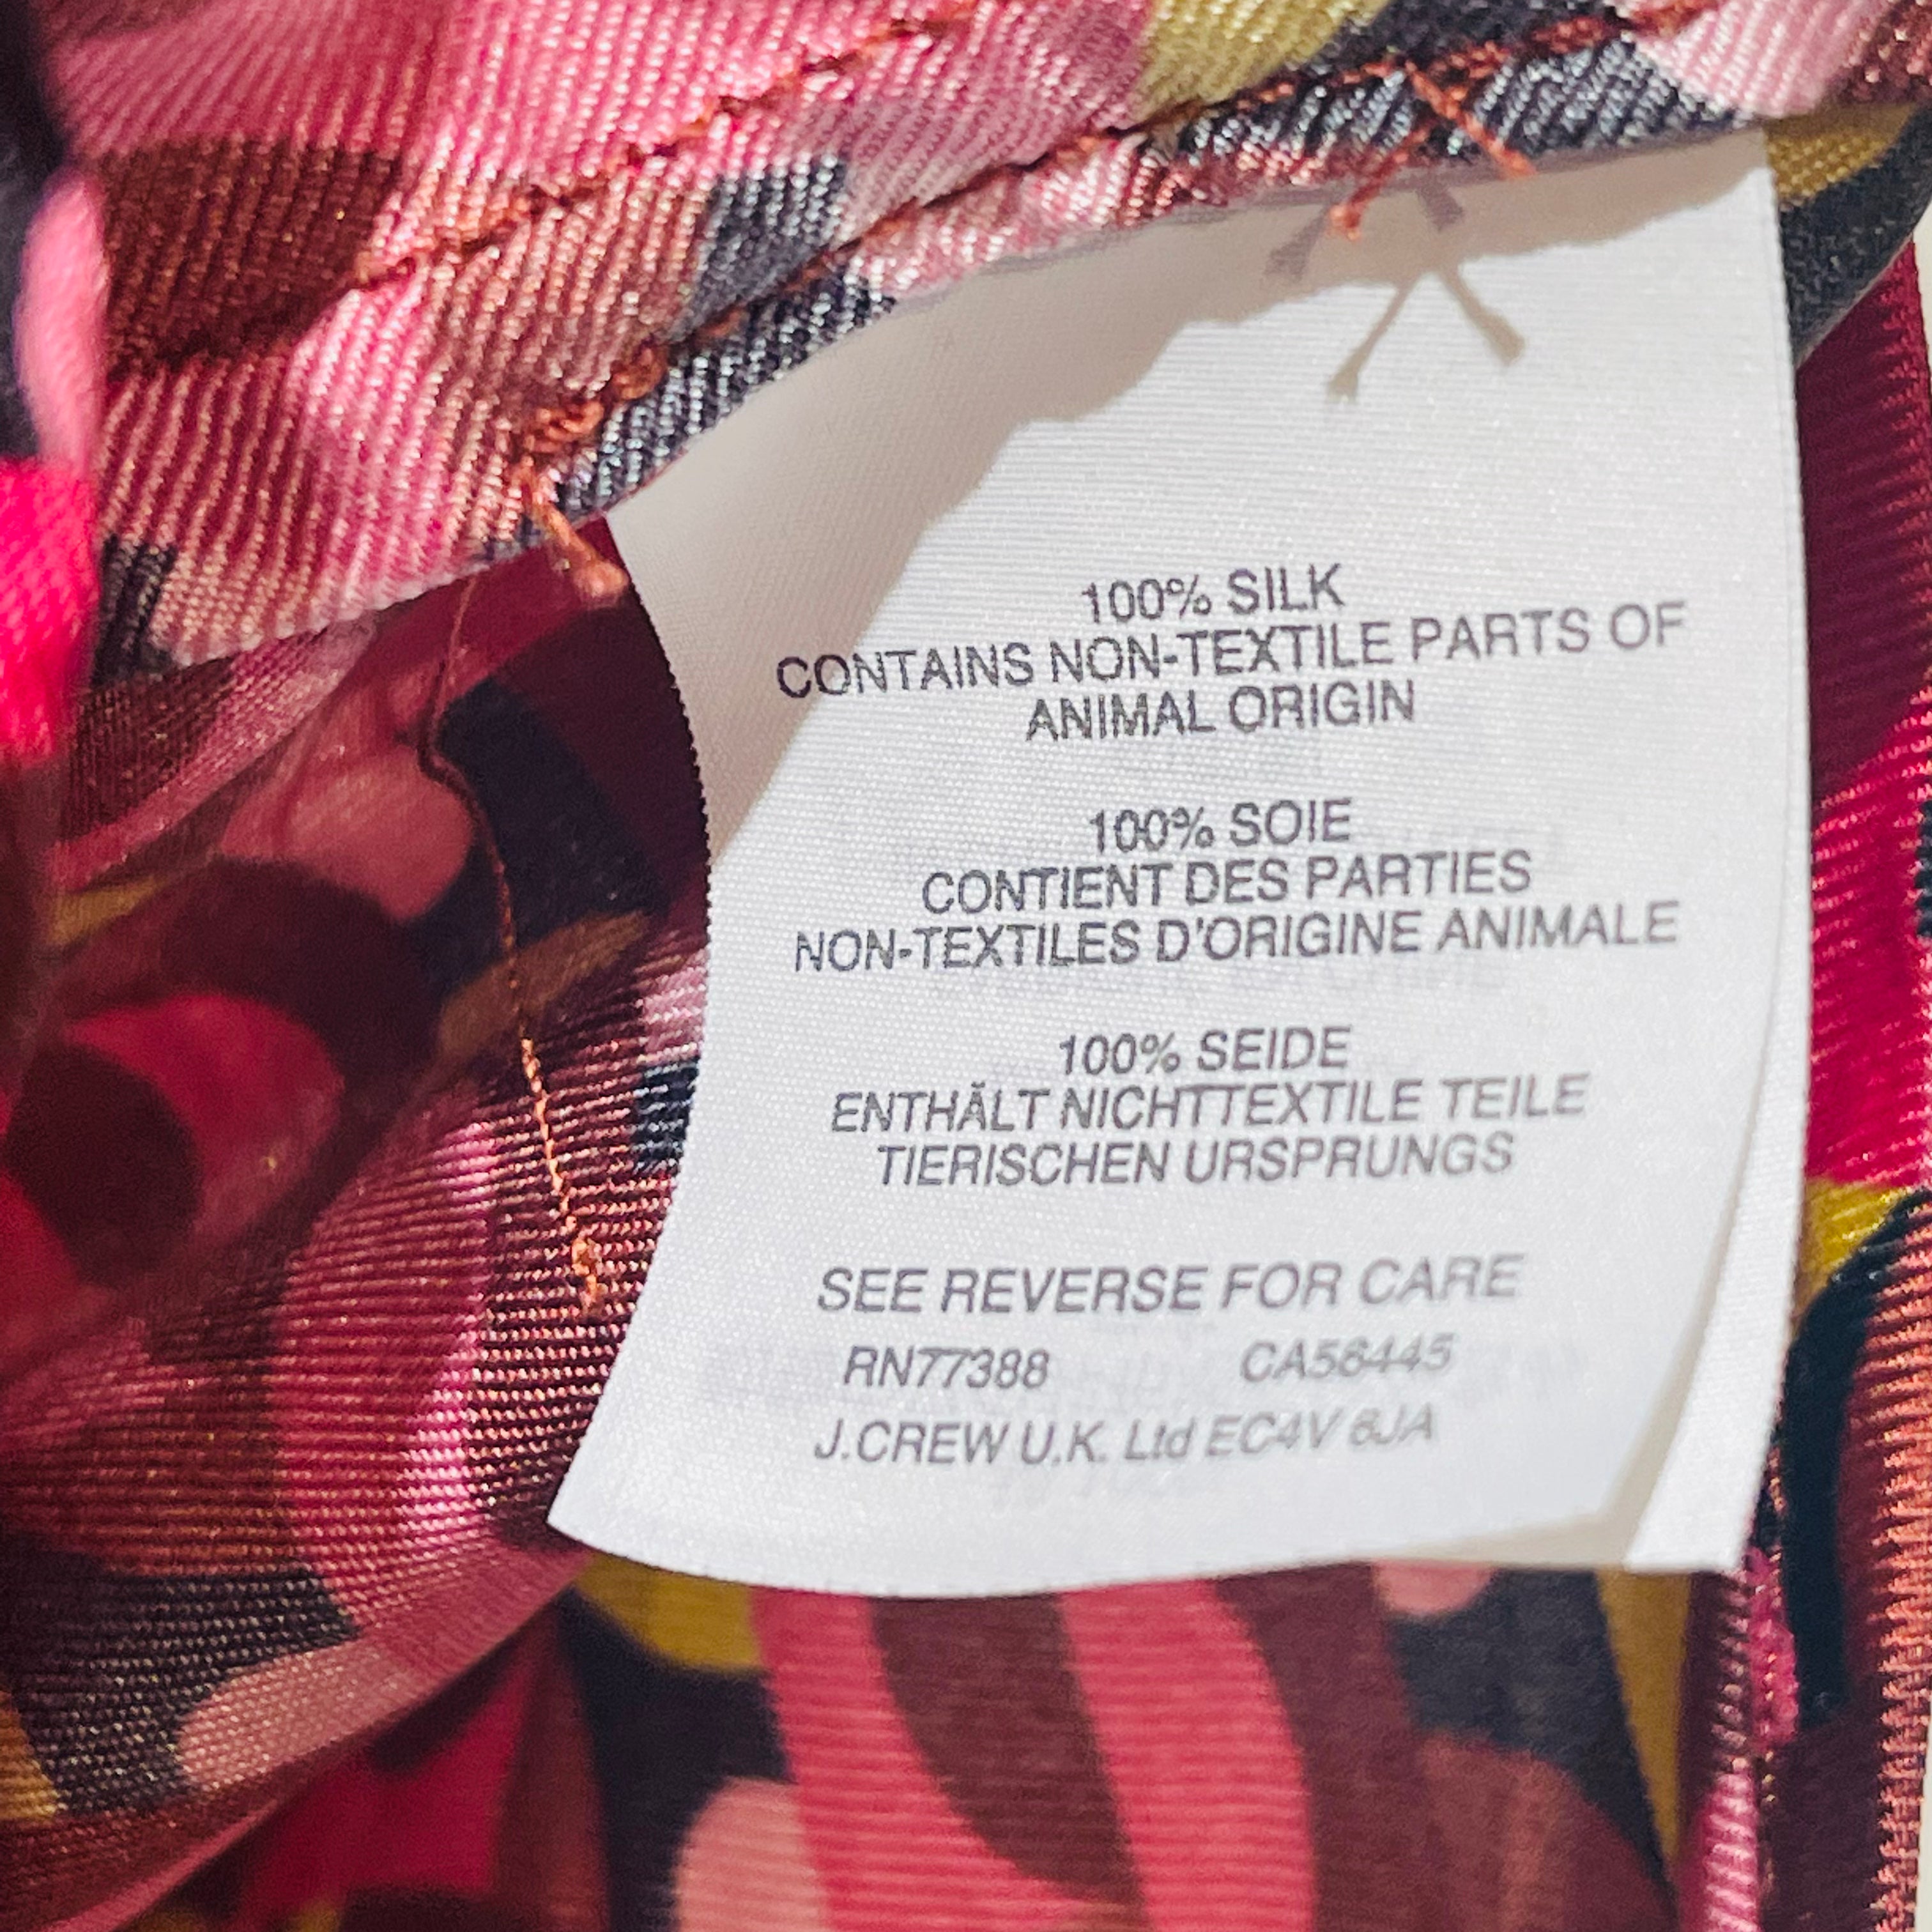 100% SILK
CONTAINS NON-TEXTILE PARTS OF
ANIMAL ORIGIN
100% SOIE
CONTIENT DES PARTIES
NON-TEXTILES D'ORIGINE ANIMALE
100% SEIDE
ENTHÄLT NICHTTEXTILE TEILE
TIERISCHEN URSPRUNGS
SEE REVERSE FOR CARE
RN77388 CA56445
J.CREW U.K. Ltd EC4V 6JA